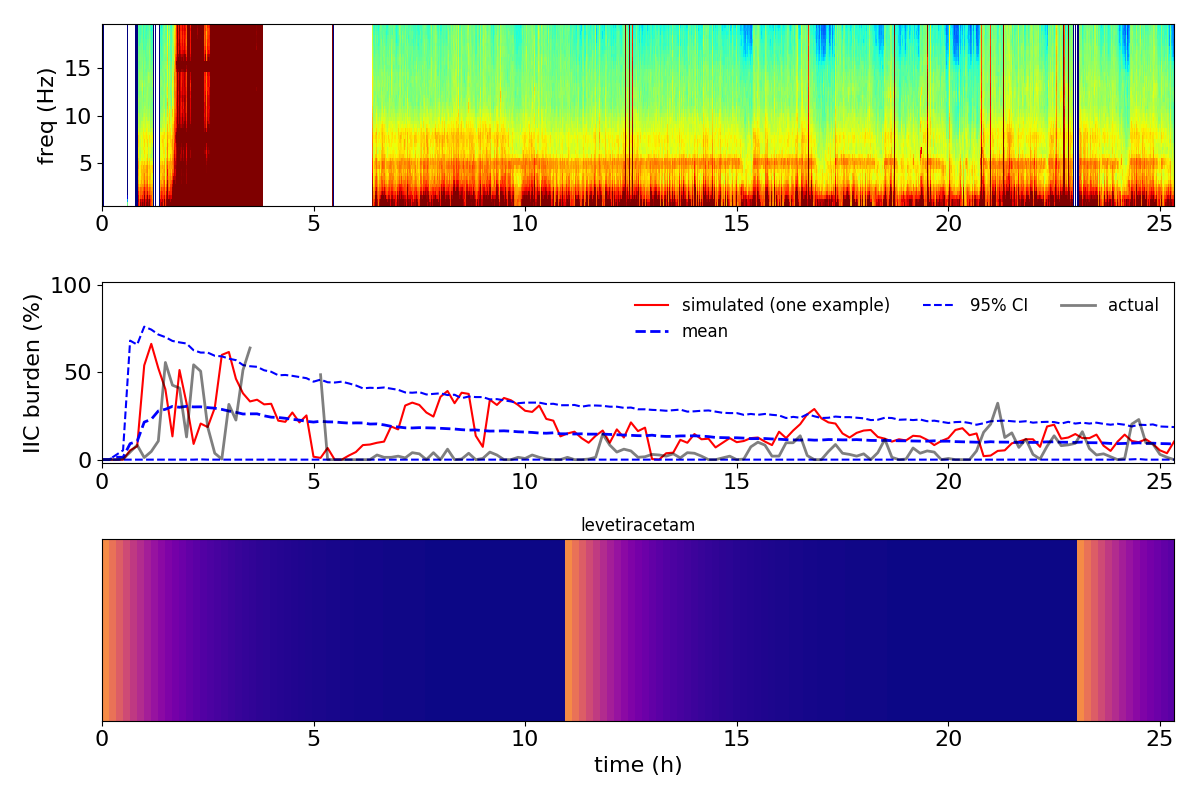 freq (Hz)
15
10
5
0 5 10 15 20 25
IIC burden (%)
100
50
0
simulated (one example) 95% CI actual
mean
0 5 10 15 20 25
levetiracetam
0 5 10 15 20 25
time (h)